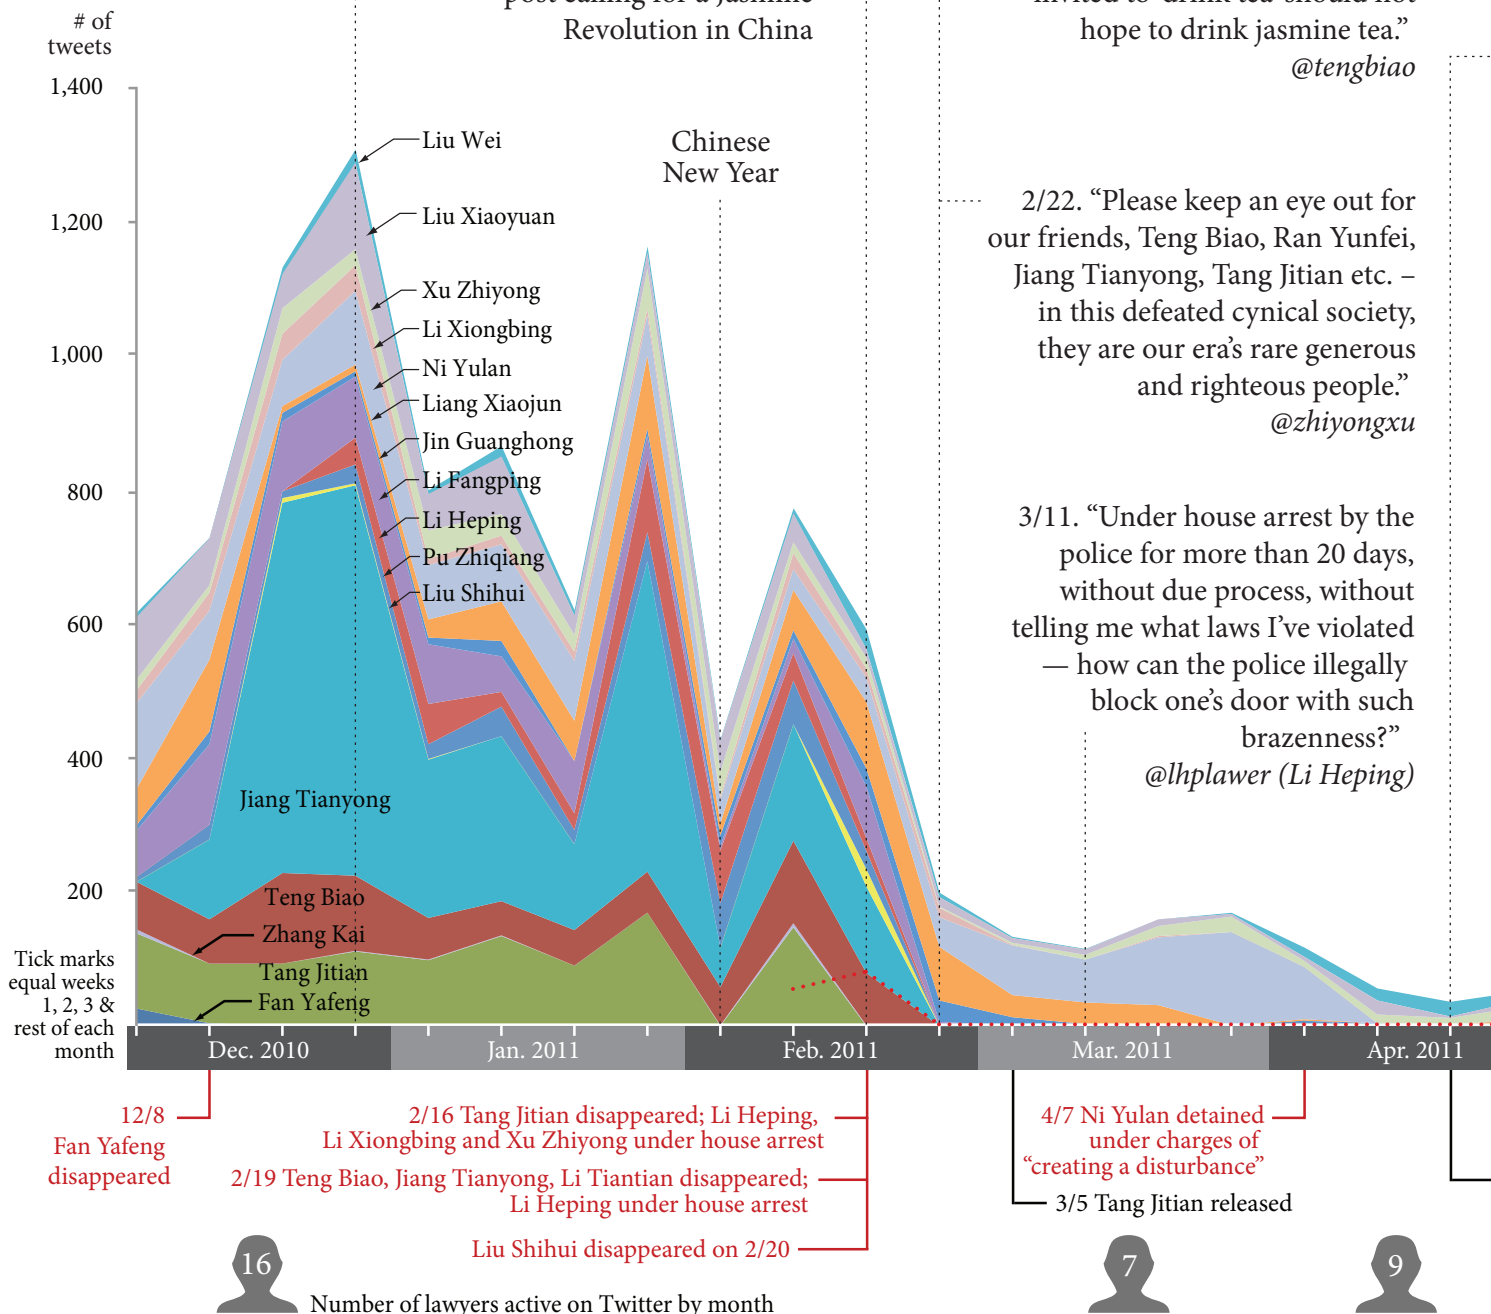 post calling for a Jasmine
Revolution in China
invited to ‘drink tea’ should not
hope to drink jasmine tea.”
@tengbiao
# of
tweets
1,400
1,200
1,000
800
600
400
200
Chinese
New Year
Liu Wei
Liu Xiaoyuan
Xu Zhiyong
Li Xiongbing
Ni Yulan
Liang Xiaojun
Jin Guanghong
Li Fangping
Li Heping
Pu Zhiqiang
Liu Shihui
Jiang Tianyong
Teng Biao
Zhang Kai
Tang Jitian
Fan Yafeng
2/22. “Please keep an eye out for
our friends, Teng Biao, Ran Yunfei,
Jiang Tianyong, Tang Jitian etc. –
in this defeated cynical society,
they are our era’s rare generous
and righteous people.”
@zhiyongxu
3/11. “Under house arrest by the
police for more than 20 days,
without due process, without
telling me what laws I’ve violated
— how can the police illegally
block one’s door with such
brazenness?”
@lhplawer (Li Heping)
Tick marks
equal weeks
1, 2, 3 &
rest of each
month
Dec. 2010
Jan. 2011
Feb. 2011
Mar. 2011
Apr. 2011
12/8
Fan Yafeng
disappeared
2/16 Tang Jitian disappeared; Li Heping,
Li Xiongbing and Xu Zhiyong under house arrest
2/19 Teng Biao, Jiang Tianyong, Li Tiantian disappeared;
Li Heping under house arrest
Liu Shihui disappeared on 2/20
4/7 Ni Yulan detained
under charges of
“creating a disturbance”
3/5 Tang Jitian released
16
7
9
Number of lawyers active on Twitter by month